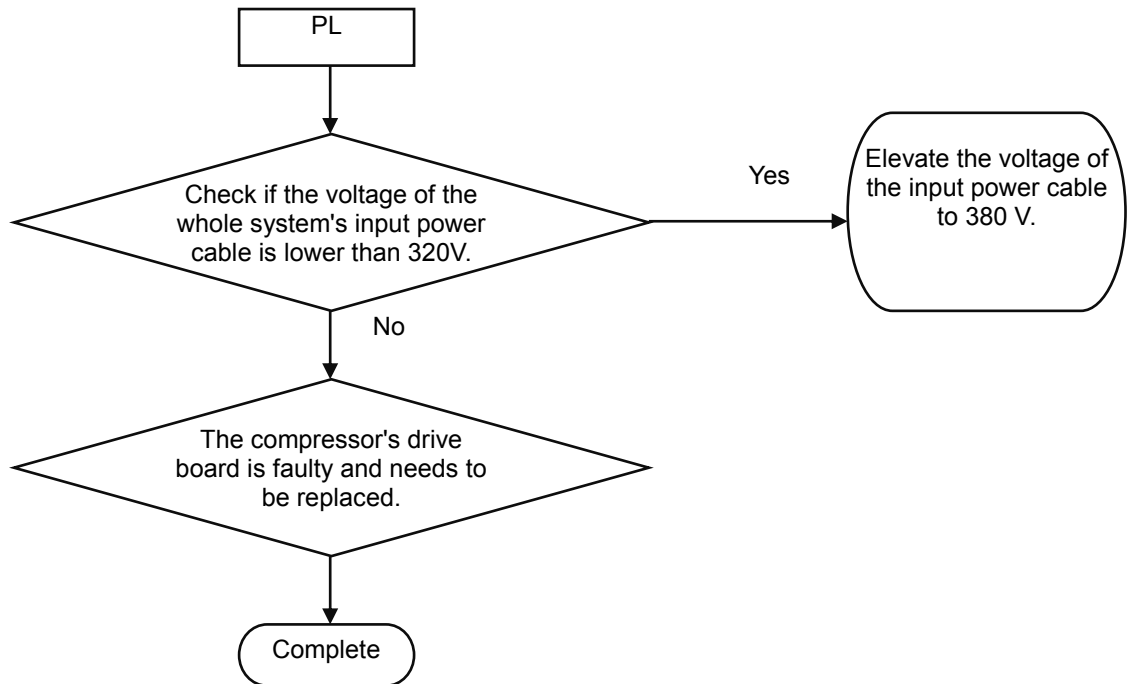 PL
Check if the voltage of the
whole system's input power
cable is lower than 320V.
Yes
Elevate the voltage of
the input power cable
to 380 V.
No
The compressor's drive
board is faulty and needs to
be replaced.
Complete